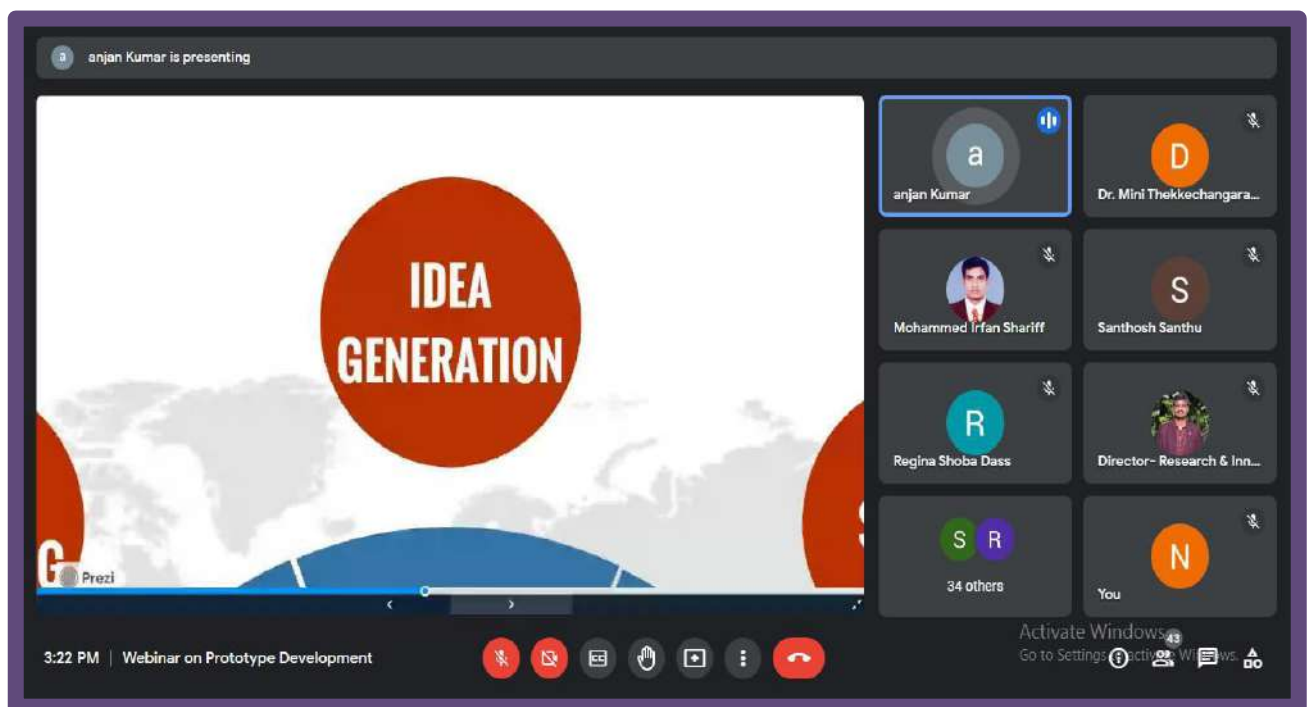 a
anjan Kumar is presenting
IDEA
GENERATION
G
S
Prezi
a
anjan Kumar
D
Dr. Mini Thekkechangara...
Mohammed Irfan Shariff
S
Santhosh Santhu
R
Regina Shoba Dass
Director- Research & Inn...
S R
34 others
N
You
3:22 PM | Webinar on Prototype Development
CC
43
Activate Windows
Go to Settings to activate Windows.